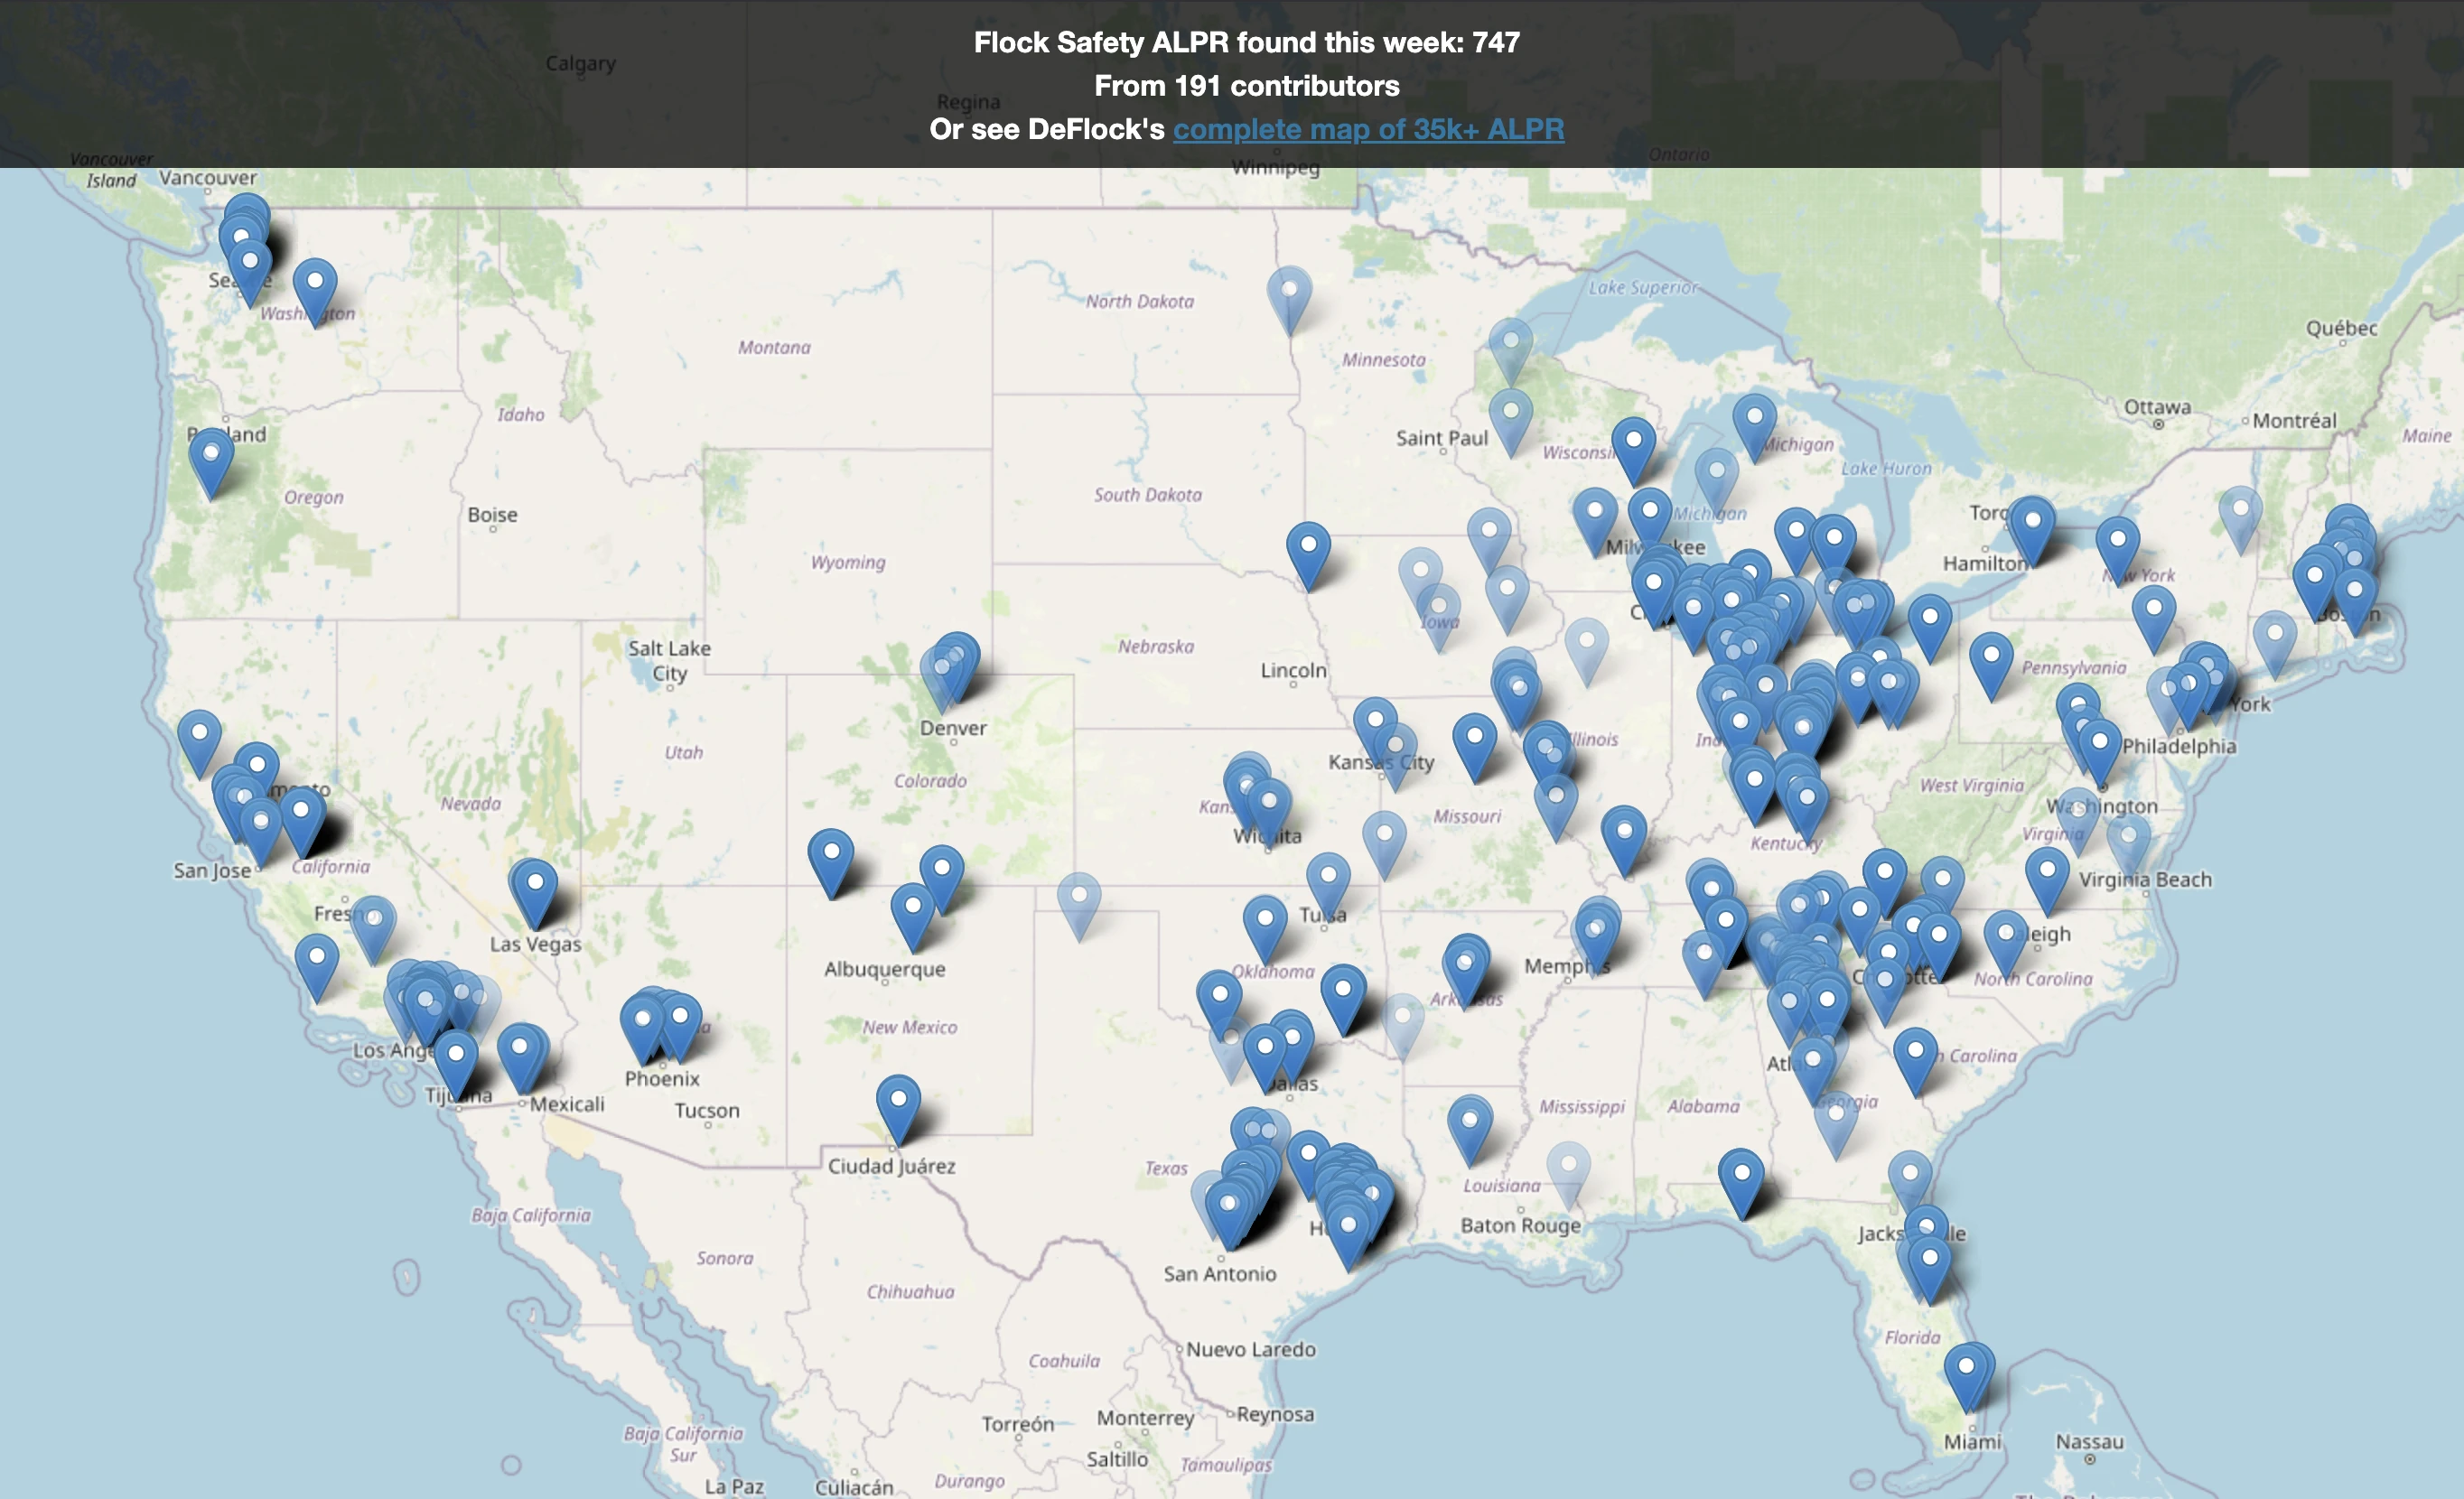 Flock Safety ALPR found this week: 747
From 191 contributors
Or see DeFlock's complete map of 35k+ ALPR
Calgary
Regina
Winnipeg
Ontario
Vancouver
Island
Vancouver
Washington
North Dakota
Lake Superior
Québec
Montana
Minnesota
Idaho
Ottawa
Montréal
Maine
Saint Paul
Wisconsin
Michigan
Lake Huron
Oregon
South Dakota
Boise
Michigan
Hamilton
Wyoming
New York
Iowa
Salt Lake
City
Nebraska
Lincoln
Pennsylvania
York
Denver
Illinois
Philadelphia
Utah
Kansas City
Colorado
West Virginia
Nevada
Washington
Missouri
Wichita
Virginia
Kentucky
San Jose
California
Virginia Beach
Las Vegas
Tulsa
Raleigh
Albuquerque
Oklahoma
Memphis
North Carolina
Arkansas
New Mexico
Phoenix
Dallas
Carolina
Tijuana
Mexicali
Tucson
Mississippi
Alabama
Georgia
Ciudad Juárez
Texas
Louisiana
Baja California
Baton Rouge
Sonora
San Antonio
Chihuahua
Florida
Nuevo Laredo
Coahuila
Torreón
Monterrey
Reynosa
Baja California
Sur
Saltillo
Miami
Nassau
La Paz
Culiacán
Durango
Tamaulipas